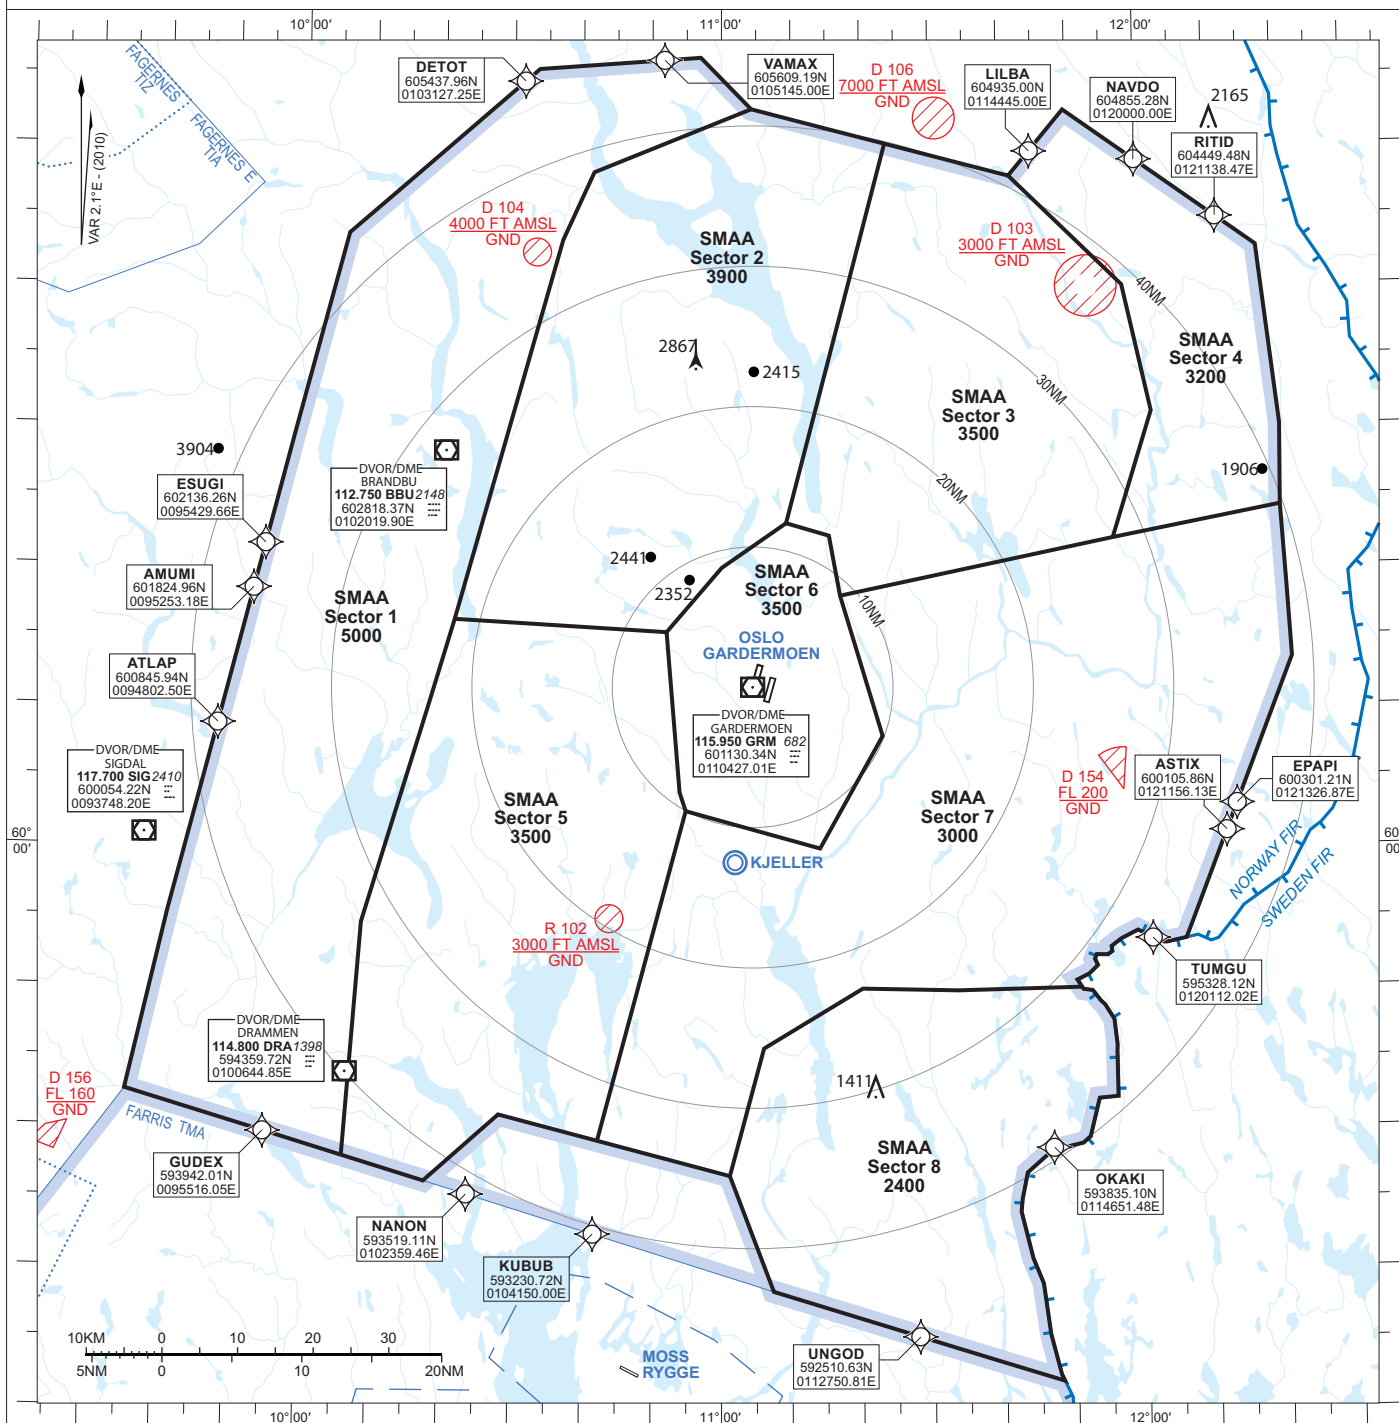 10°00'
11°00'
12°00'
FAGERNES
TIZ
FAGERNES E
TIA
VAR 2.1°E - (2010)
DETOT
605437.96N
0103127.25E
VAMAX
605609.19N
0105145.00E
D 106
7000 FT AMSL
GND
LILBA
604935.00N
0114445.00E
NAVDO
604855.28N
0120000.00E
2165
RITID
604449.48N
0121138.47E
D 104
4000 FT AMSL
GND
SMAA
Sector 2
3900
D 103
3000 FT AMSL
GND
40NM
SMAA
Sector 4
3200
2867
2415
30NM
SMAA
Sector 3
3500
3904
ESUGI
602136.26N
0095429.66E
DVOR/DME
BRANDBU
112.750 BBU 2148
602818.37N
0102019.90E
1906
20NM
AMUMI
601824.96N
0095253.18E
2441
2352
SMAA
Sector 1
5000
SMAA
Sector 6
3500
10NM
OSLO
GARDERMOEN
ATLAP
600845.94N
0094802.50E
DVOR/DME
GARDERMOEN
115.950 GRM 682
601130.34N
0110427.01E
DVOR/DME
SIGDAL
117.700 SIG 2410
600054.22N
0093748.20E
SMAA
Sector 5
3500
SMAA
Sector 7
3000
D 154
FL 200
GND
ASTIX
600105.86N
0121156.13E
EPAPI
600301.21N
0121326.87E
60°
00'
60
00
KJELLER
NORWAY FIR
SWEDEN FIR
R 102
3000 FT AMSL
GND
TUMGU
595328.12N
0120112.02E
DVOR/DME
DRAMMEN
114.800 DRA 1398
594359.72N
0100644.85E
D 156
FL 160
GND
FARRIS TMA
1411
SMAA
Sector 8
2400
GUDEX
593942.01N
0095516.05E
OKAKI
593835.10N
0114651.48E
NANON
593519.11N
0102359.46E
KUBUB
593230.72N
0104150.00E
10KM 0 10 20 30
5NM 0 10 20NM
MOSS
RYGGE
UNGOD
592510.63N
0112750.81E
10°00'
11°00'
12°00'